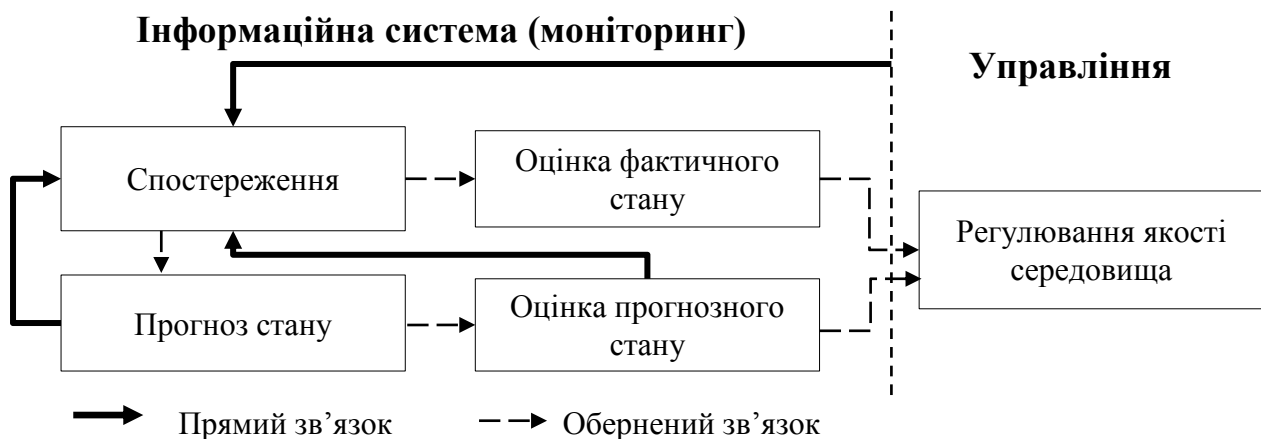 Інформаційна система (моніторинг)
Управління
Спостереження
Оцінка фактичного
стану
Регулювання якості
середовища
Прогноз стану
Оцінка прогнозного
стану
Прямий зв’язок
Обернений зв’язок